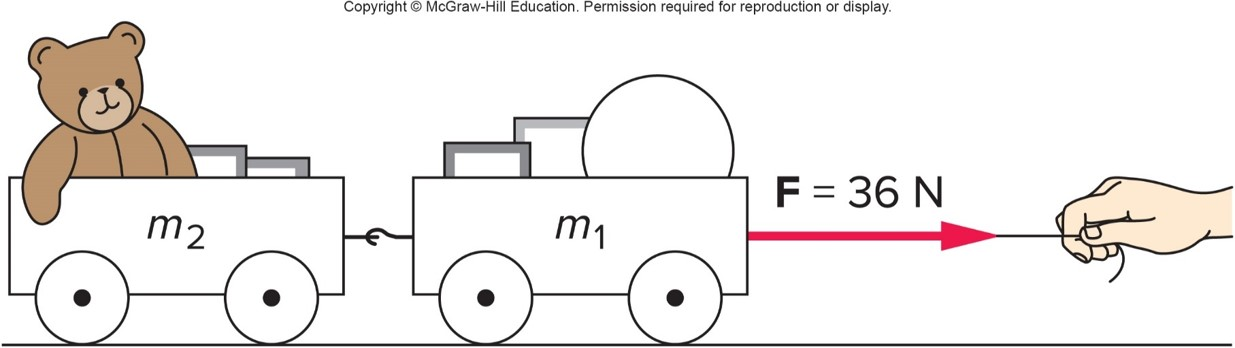 Copyright © McGraw-Hill Education. Permission required for reproduction or display.
F = 36 N
m₂
m₁